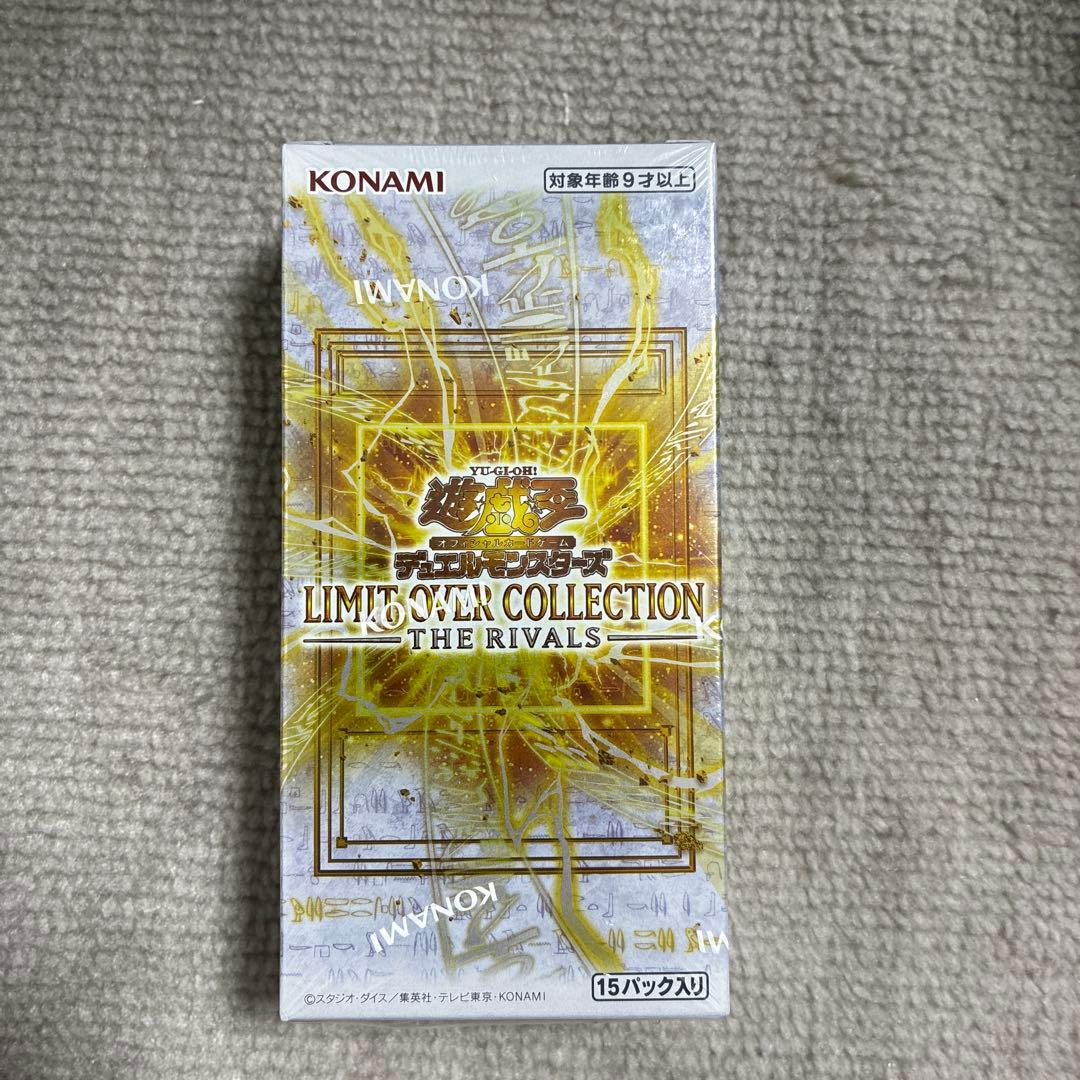 KONAMI
対象年齢9才以上
KONAMI
YU-GI-OH!
遊戯王
オフィシャルカードゲーム
デュエルモンスターズ
LIMIT OVER COLLECTION
KONAMI
THE RIVALS
KONAMI
©スタジオ・ダイス/集英社・テレビ東京・KONAMI
15パック入り